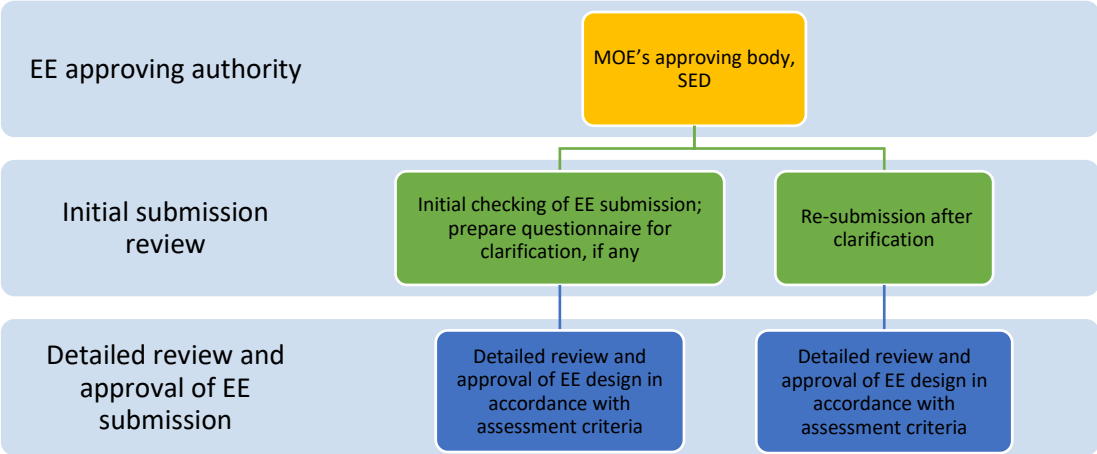 EE approving authority
MOE's approving body,
SED
Initial submission
review
Initial checking of EE submission;
prepare questionnaire for
clarification, if any
Re-submission after
clarification
Detailed review and
approval of EE
submission
Detailed review and
approval of EE design in
accordance with
assessment criteria
Detailed review and
approval of EE design in
accordance with
assessment criteria